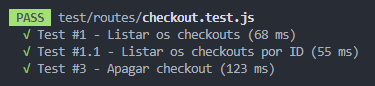 PASS test/routes/checkout.test.js
√ Test #1 - Listar os checkouts (68 ms)
√ Test #1.1 - Listar os checkouts por ID (55 ms)
√ Test #3 - Apagar checkout (123 ms)